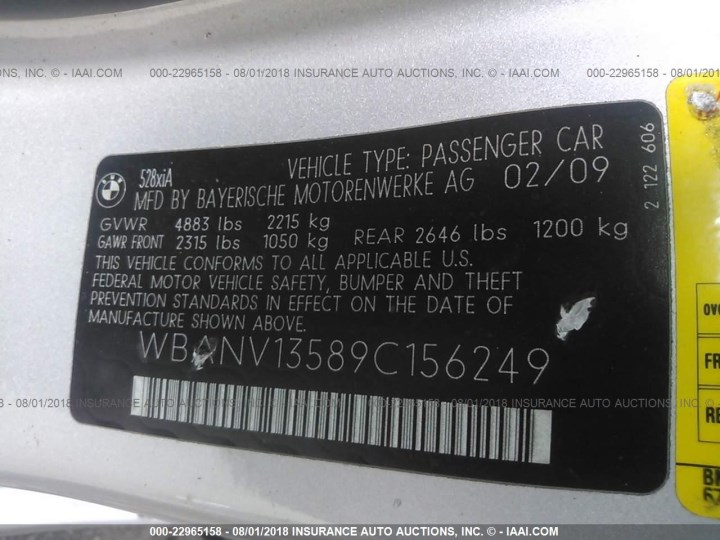 000-22965158 - 08/01/2018 INSURANCE AUTO AUCTIONS, INC. - © - IAAI.COM
528xiA
VEHICLE TYPE: PASSENGER CAR
MFD BY BAYERISCHE MOTORENWERKE AG 02/09
GVWR 4883 lbs 2215 kg
GAWR FRONT 2315 lbs 1050 kg REAR 2646 lbs 1200 kg
THIS VEHICLE CONFORMS TO ALL APPLICABLE U.S.
FEDERAL MOTOR VEHICLE SAFETY, BUMPER AND THEFT
PREVENTION STANDARDS IN EFFECT ON THE DATE OF
MANUFACTURE SHOWN ABOVE.
WBANV13589C156249
2 122 606
08/01/2018 INSURANCE AUTO AUCTIONS, INC. - © - IAAI.COM
000-22965158 - 08/01/2018 INSURANCE AUTO AUCTIONS, INC. - © - IAAI.COM